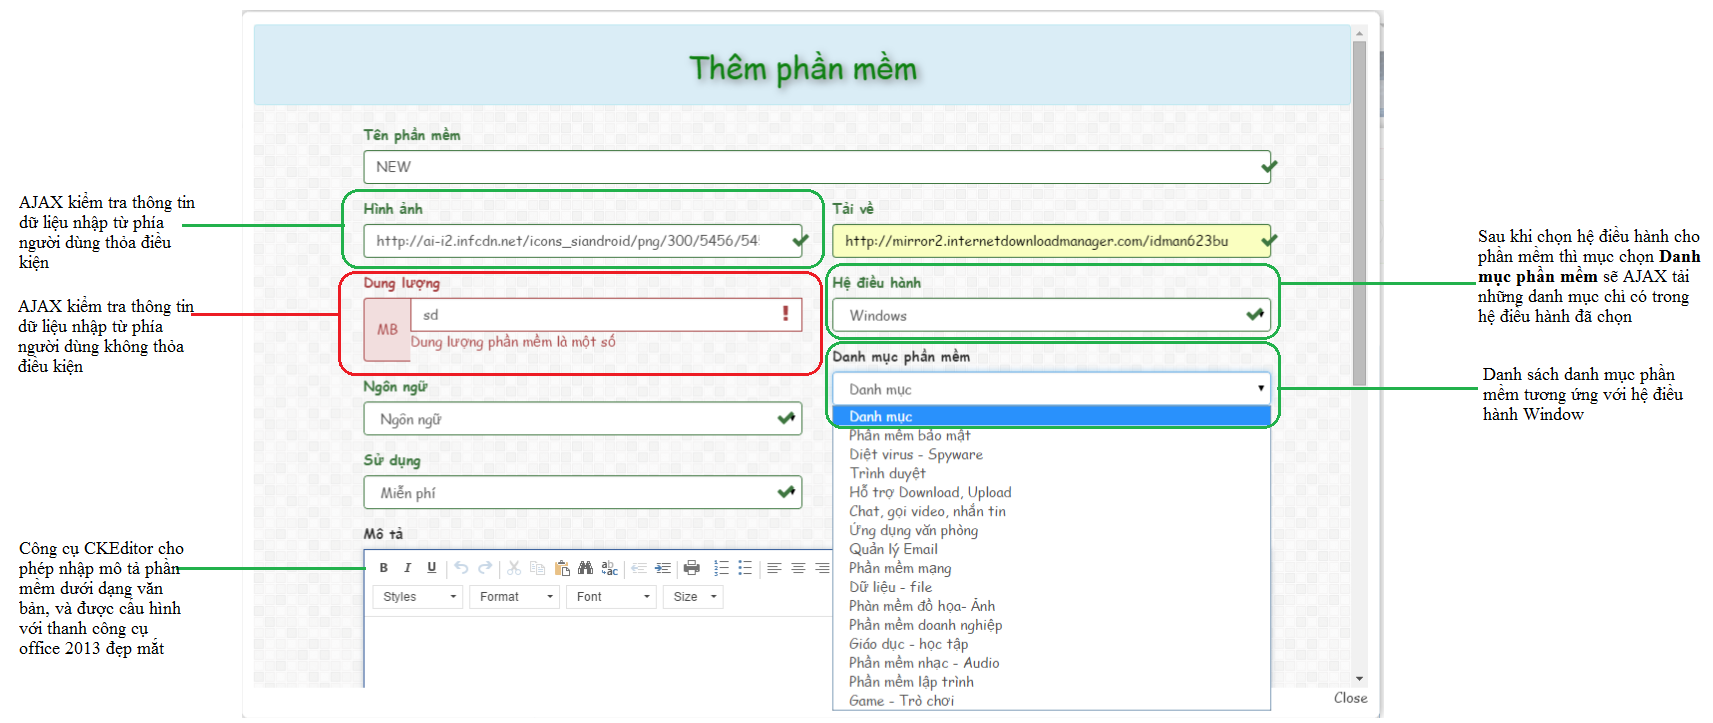 Thêm phần mềm
Tên phần mềm
NEW
AJAX kiểm tra thông tin
dữ liệu nhập từ phía
người dùng thỏa điều
kiện
Hình ảnh
http://ai-i2.infcdn.net/icons_siandroid/png/300/5456/545
Tải về
http://mirror2.internetdownloadmanager.com/idman623bu
AJAX kiểm tra thông tin
dữ liệu nhập từ phía
người dùng không thỏa
điều kiện
Dung lượng
MB
sd
Dung lượng phần mềm là một số
Hệ điều hành
Windows
Sau khi chọn hệ điều hành cho
phần mềm thì mục chọn Danh
mục phần mềm sẽ AJAX tải
những danh mục chỉ có trong
hệ điều hành đã chọn
Danh mục phần mềm
Danh mục
Danh sách danh mục phần
mềm tương ứng với hệ điều
hành Window
Ngôn ngữ
Ngôn ngữ
Sử dụng
Miễn phí
Danh mục
Phần mềm bảo mật
Diệt virus - Spyware
Trình duyệt
Hỗ trợ Download, Upload
Chat, gọi video, nhắn tin
Ứng dụng văn phòng
Quản lý Email
Phần mềm mạng
Dữ liệu - file
Phàn mềm đồ họa- Ảnh
Phần mềm doanh nghiệp
Giáo dục - học tập
Phần mềm nhạc - Audio
Phần mềm lập trình
Game - Trò chơi
Mô tả
B I U
Styles Format Font Size
Công cụ CKEditor cho
phép nhập mô tả phần
mềm dưới dạng văn
bản, và được cấu hình
với thanh công cụ
office 2013 đẹp mắt
Close